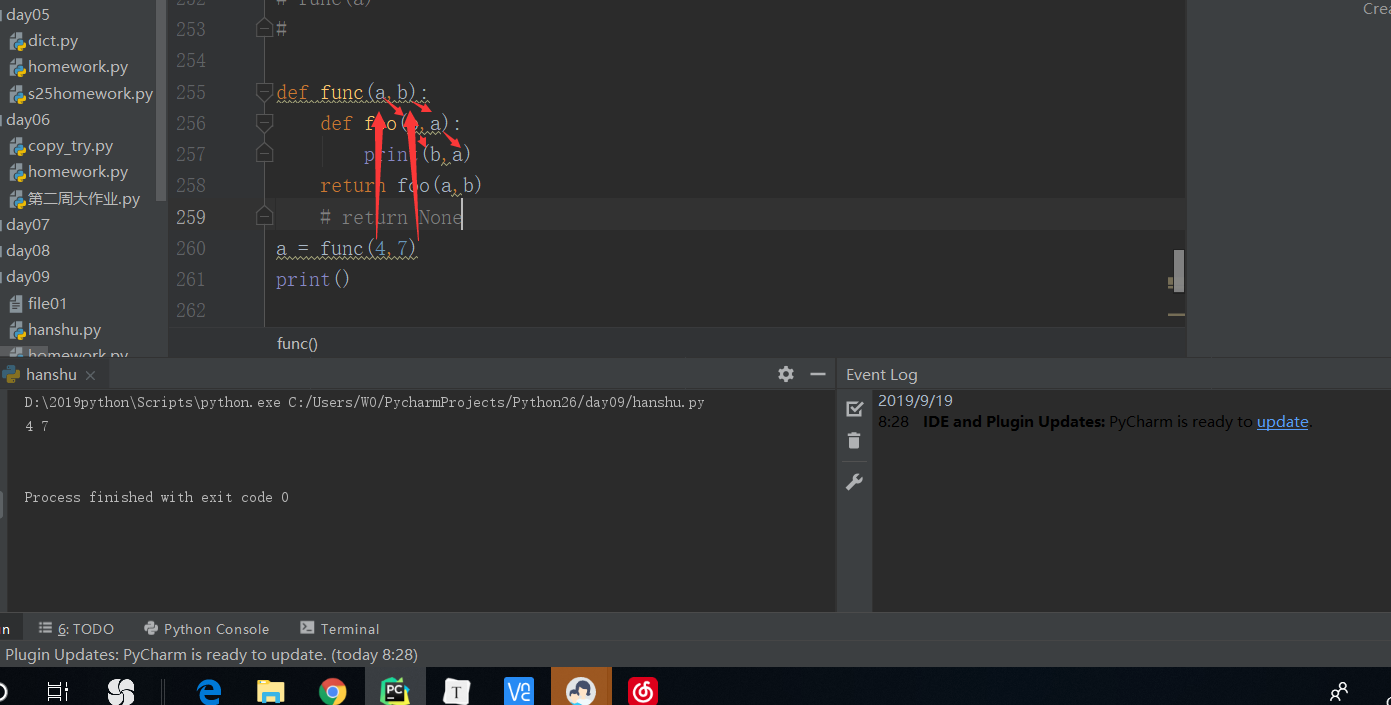 day05
dict.py
homework.py
s25homework.py
day06
copy_try.py
homework.py
第二周大作业.py
day07
day08
day09
file01
hanshu.py
homework.py
252 # func(a)
253 #
254
255 def func(a,b):
256 def foo(b,a):
257 print(b,a)
258 return foo(a,b)
259 # return None
260 a = func(4,7)
261 print()
262
func()
Crea
hanshu
D:\2019python\Scripts\python.exe C:/Users/W0/PycharmProjects/Python26/day09/hanshu.py
4 7
Process finished with exit code 0
Event Log
2019/9/19
8:28 IDE and Plugin Updates: PyCharm is ready to update.
6: TODO
Python Console
Terminal
Plugin Updates: PyCharm is ready to update. (today 8:28)
PC
T